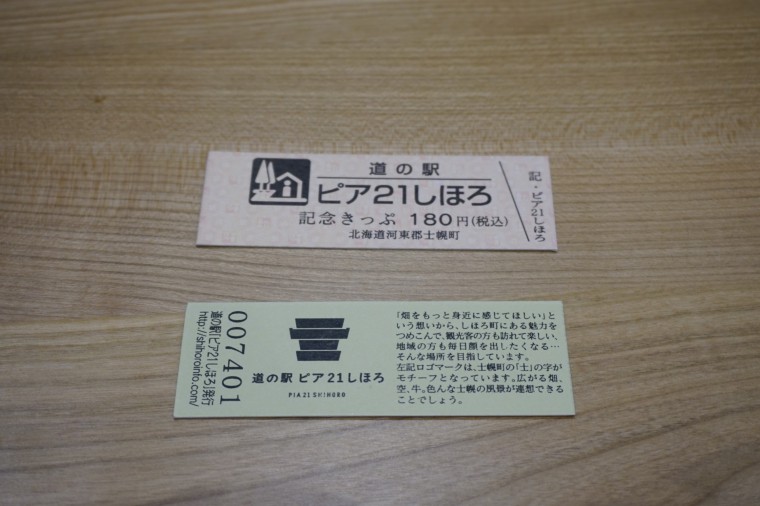 道の駅
ピア21しほろ
記念きっぷ 180円(税込)
北海道河東郡士幌町
記・ピア21しほろ
007401
道の駅「ピア21しほろ」発行
http://shihoroinfo.com/
道の駅 ピア21しほろ
PIA21 SHIHORO
「畑をもっと身近に感じてほしい」と
いう想いから、しほろ町にある魅力を
つめこんで、観光客の方も訪れて楽しい、
地域の方も毎日顔を出したくなる…
そんな場所を目指しています。
左記ロゴマークは、士幌町の「士」の字が
モチーフとなっています。広がる畑、
空、牛。色んな士幌の風景が連想できる
ことでしょう。